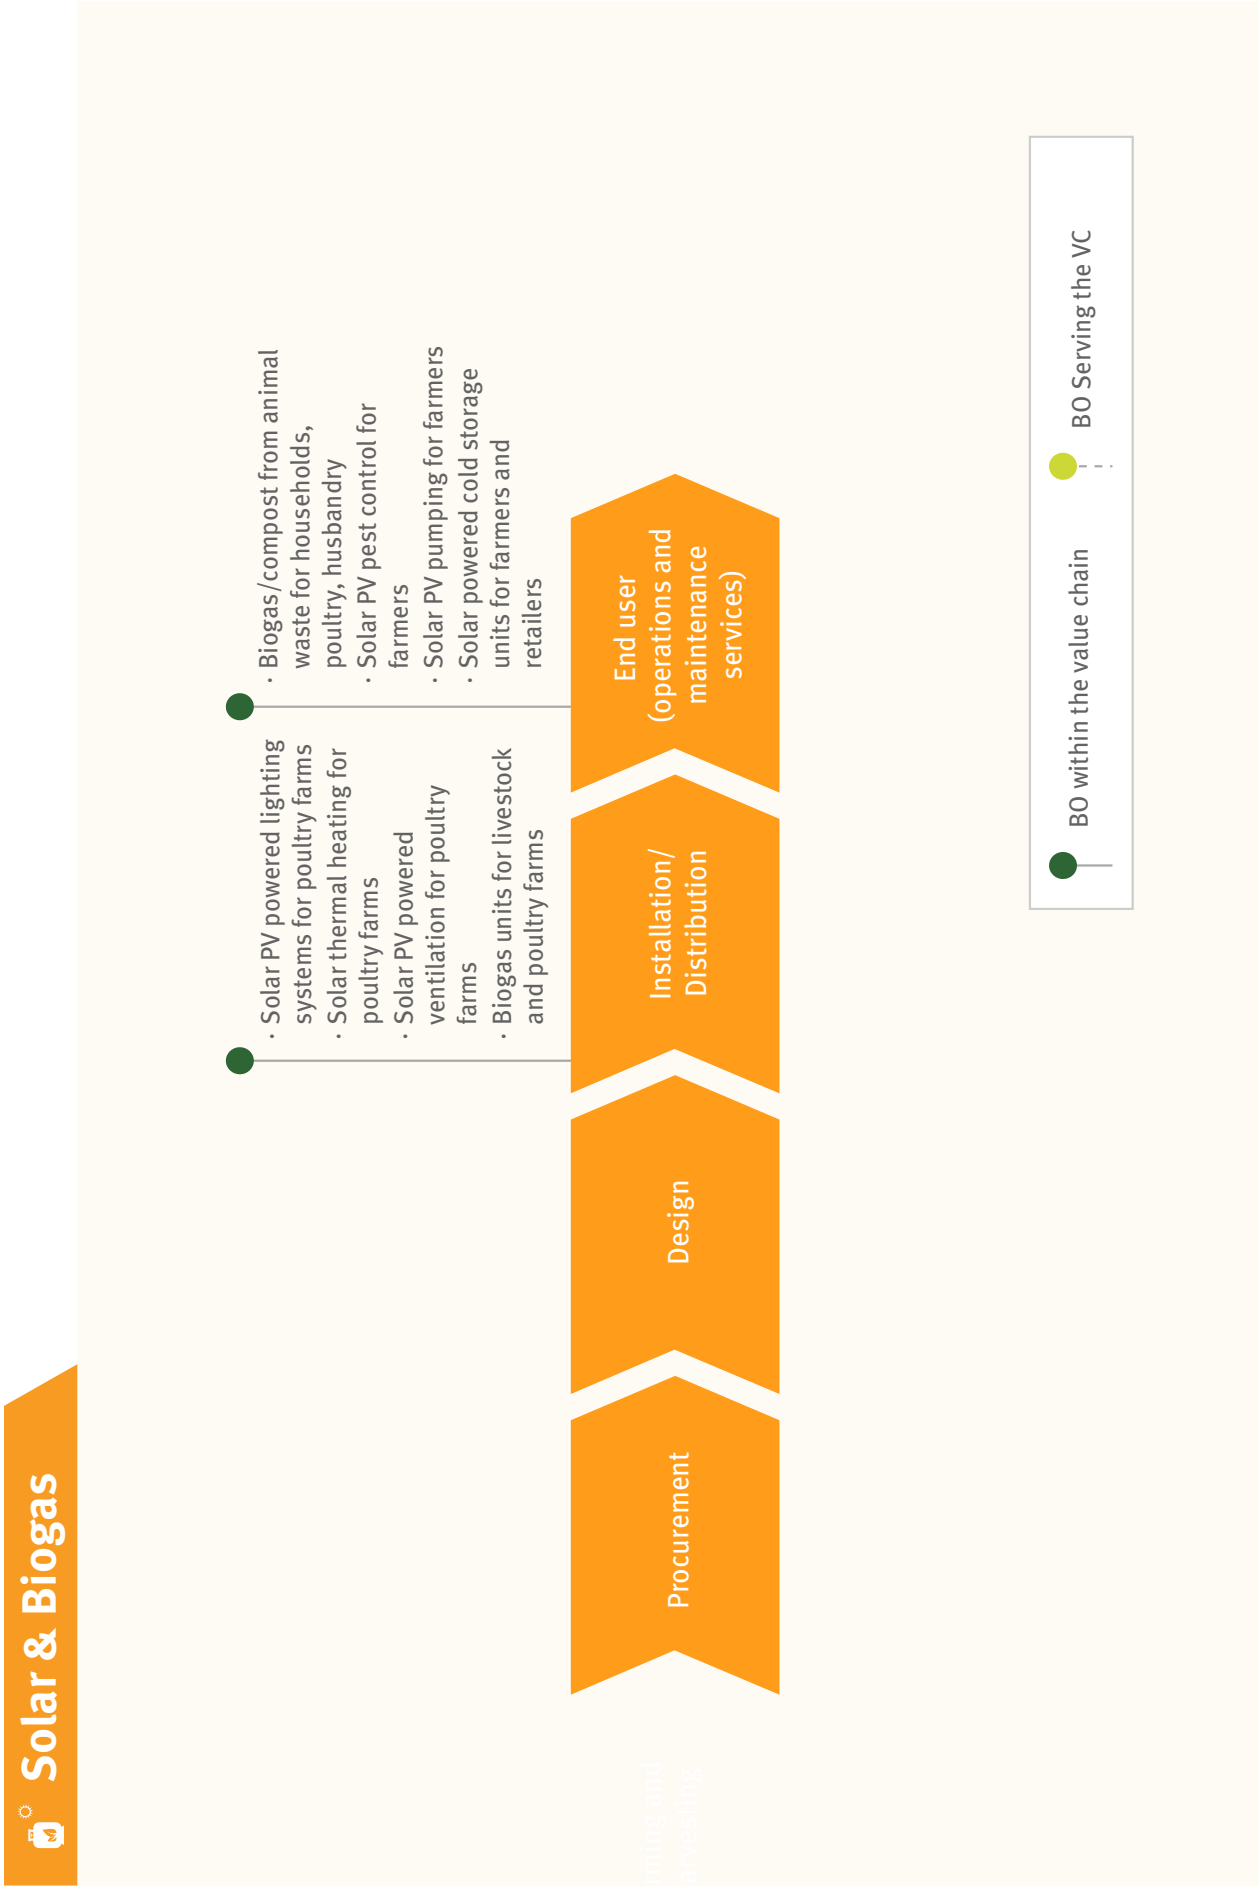 Solar & Biogas
· Solar PV powered lighting
systems for poultry farms
· Solar thermal heating for
poultry farms
· Solar PV powered
ventilation for poultry
farms
· Biogas units for livestock
and poultry farms
· Biogas/compost from animal
waste for households,
poultry, husbandry
· Solar PV pest control for
farmers
· Solar PV pumping for farmers
· Solar powered cold storage
units for farmers and
retailers
Procurement
Design
Installation/
Distribution
End user
(operations and
maintenance
services)
BO within the value chain
BO Serving the VC